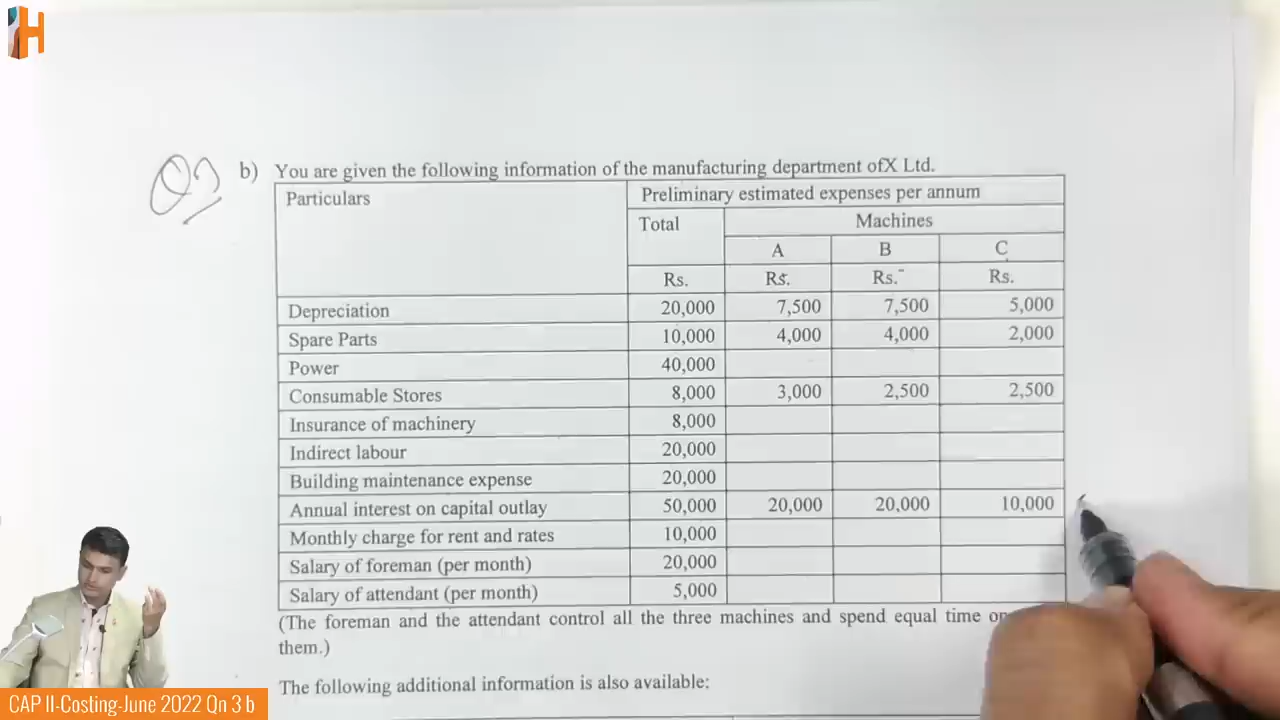 H
Q3
b) You are given the following information of the manufacturing department ofX Ltd.
Particulars Preliminary estimated expenses per annum
Total Machines
A B C
Rs. Rs. Rs. Rs.
Depreciation 20,000 7,500 7,500 5,000
Spare Parts 10,000 4,000 4,000 2,000
Power 40,000
Consumable Stores 8,000 3,000 2,500 2,500
Insurance of machinery 8,000
Indirect labour 20,000
Building maintenance expense 20,000
Annual interest on capital outlay 50,000 20,000 20,000 10,000
Monthly charge for rent and rates 10,000
Salary of foreman (per month) 20,000
Salary of attendant (per month) 5,000
(The foreman and the attendant control all the three machines and spend equal time
them.)
The following additional information is also available:
CAP II-Costing-June 2022 Qn 3 b